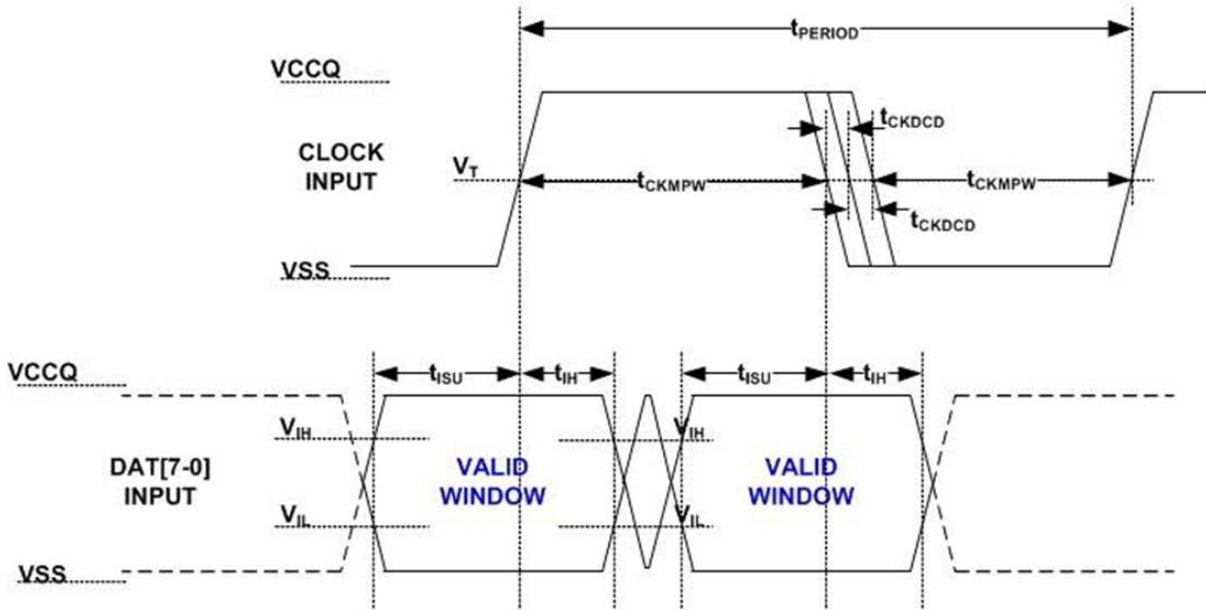 tPERIOD
VCCQ
tCKDCD
CLOCK
INPUT
VT
tCKMPW
tCKMPW
tCKDCD
VSS
VCCQ
tISU
tIH
tISU
tIH
VIH
VIH
DAT[7-0]
INPUT
VALID
WINDOW
VALID
WINDOW
VIL
VIL
VSS